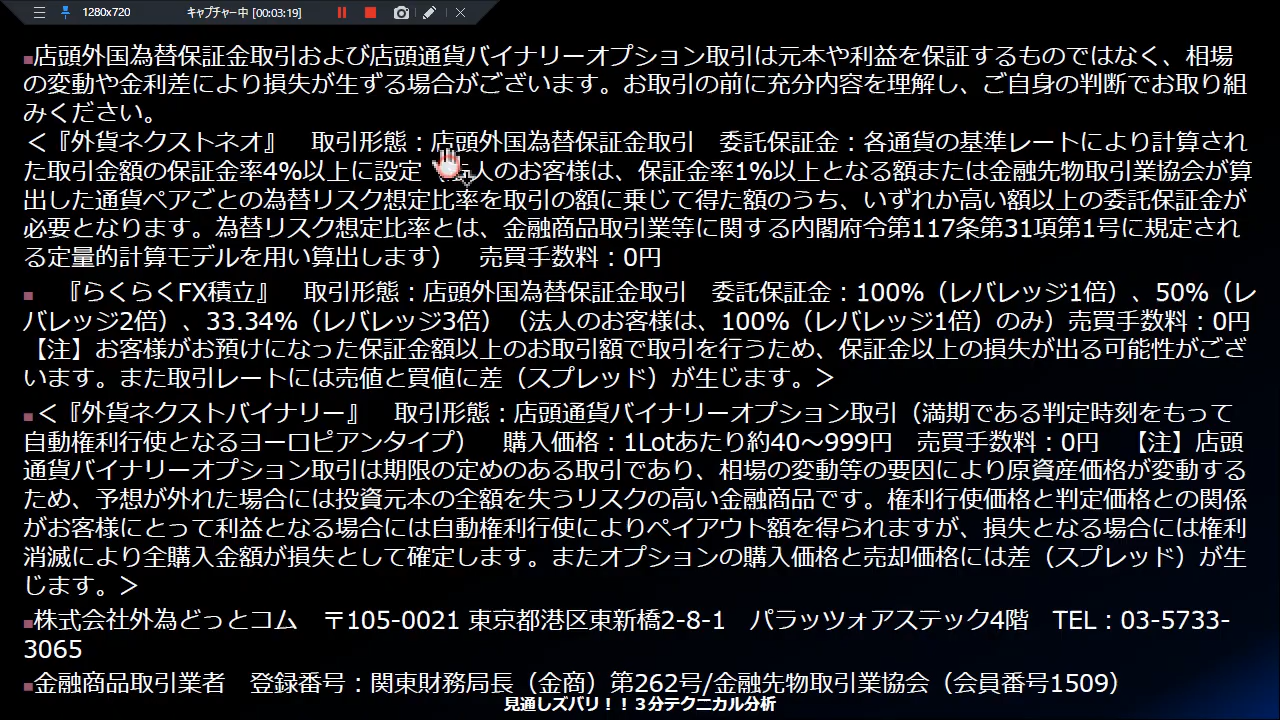 1280x720
キャプチャー中 [00:03:19]
■店頭外国為替保証金取引および店頭通貨バイナリーオプション取引は元本や利益を保証するものではなく、相場
の変動や金利差により損失が生ずる場合がございます。お取引の前に充分内容を理解し、ご自身の判断でお取り組
みください。
＜『外貨ネクストネオ』　取引形態：店頭外国為替保証金取引　委託保証金：各通貨の基準レートにより計算され
た取引金額の保証金率4%以上に設定 人のお客様は、保証金率1%以上となる額または金融先物取引業協会が算
出した通貨ペアごとの為替リスク想定比率を取引の額に乗じて得た額のうち、いずれか高い額以上の委託保証金が
必要となります。為替リスク想定比率とは、金融商品取引業等に関する内閣府令第117条第31項第1号に規定され
る定量的計算モデルを用い算出します）　売買手数料：0円
■　『らくらくFX積立』　取引形態：店頭外国為替保証金取引　委託保証金：100%（レバレッジ1倍）、50%（レ
バレッジ2倍）、33.34%（レバレッジ3倍）（法人のお客様は、100%（レバレッジ1倍）のみ）売買手数料：0円
【注】お客様がお預けになった保証金額以上のお取引額で取引を行うため、保証金以上の損失が出る可能性がござ
います。また取引レートには売値と買値に差（スプレッド）が生じます。＞
■＜『外貨ネクストバイナリー』　取引形態：店頭通貨バイナリーオプション取引（満期である判定時刻をもって
自動権利行使となるヨーロピアンタイプ）　購入価格：1Lotあたり約40～999円　売買手数料：0円　【注】店頭
通貨バイナリーオプション取引は期限の定めのある取引であり、相場の変動等の要因により原資産価格が変動する
ため、予想が外れた場合には投資元本の全額を失うリスクの高い金融商品です。権利行使価格と判定価格との関係
がお客様にとって利益となる場合には自動権利行使によりペイアウト額を得られますが、損失となる場合には権利
消滅により全購入金額が損失として確定します。またオプションの購入価格と売却価格には差（スプレッド）が生
じます。＞
■株式会社外為どっとコム　〒105-0021 東京都港区東新橋2-8-1　パラッツォアステック4階　TEL：03-5733-
3065
■金融商品取引業者　登録番号：関東財務局長（金商）第262号/金融先物取引業協会（会員番号1509）
見通しズバリ！！３分テクニカル分析